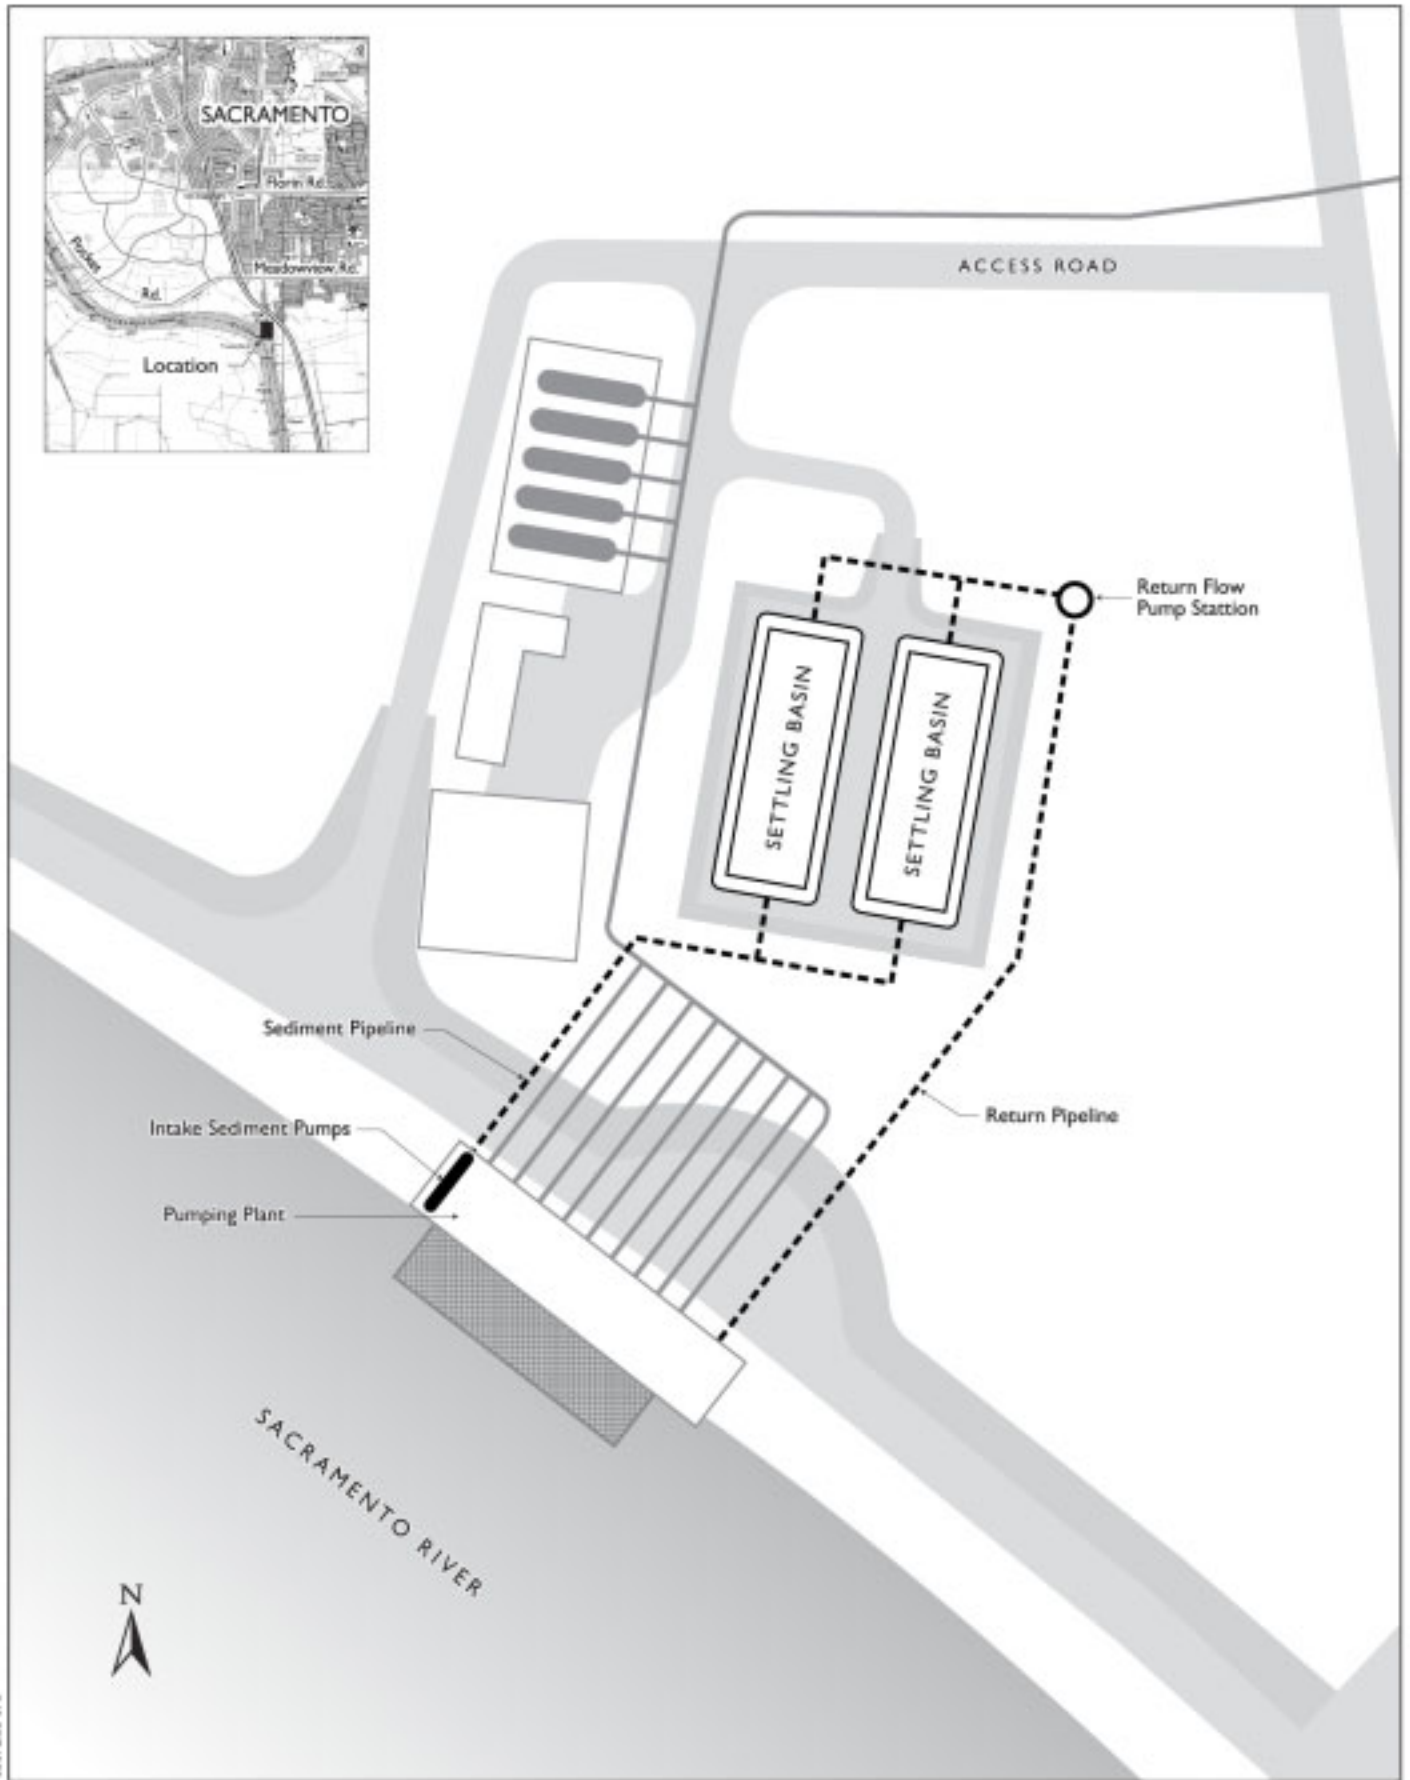 SACRAMENTO
Florin Rd.
Meadowview Rd.
Pocket
Rd.
Location
ACCESS ROAD
Return Flow
Pump Stattion
SETTLING BASIN
SETTLING BASIN
Sediment Pipeline
Intake Sediment Pumps
Pumping Plant
Return Pipeline
SACRAMENTO RIVER
N